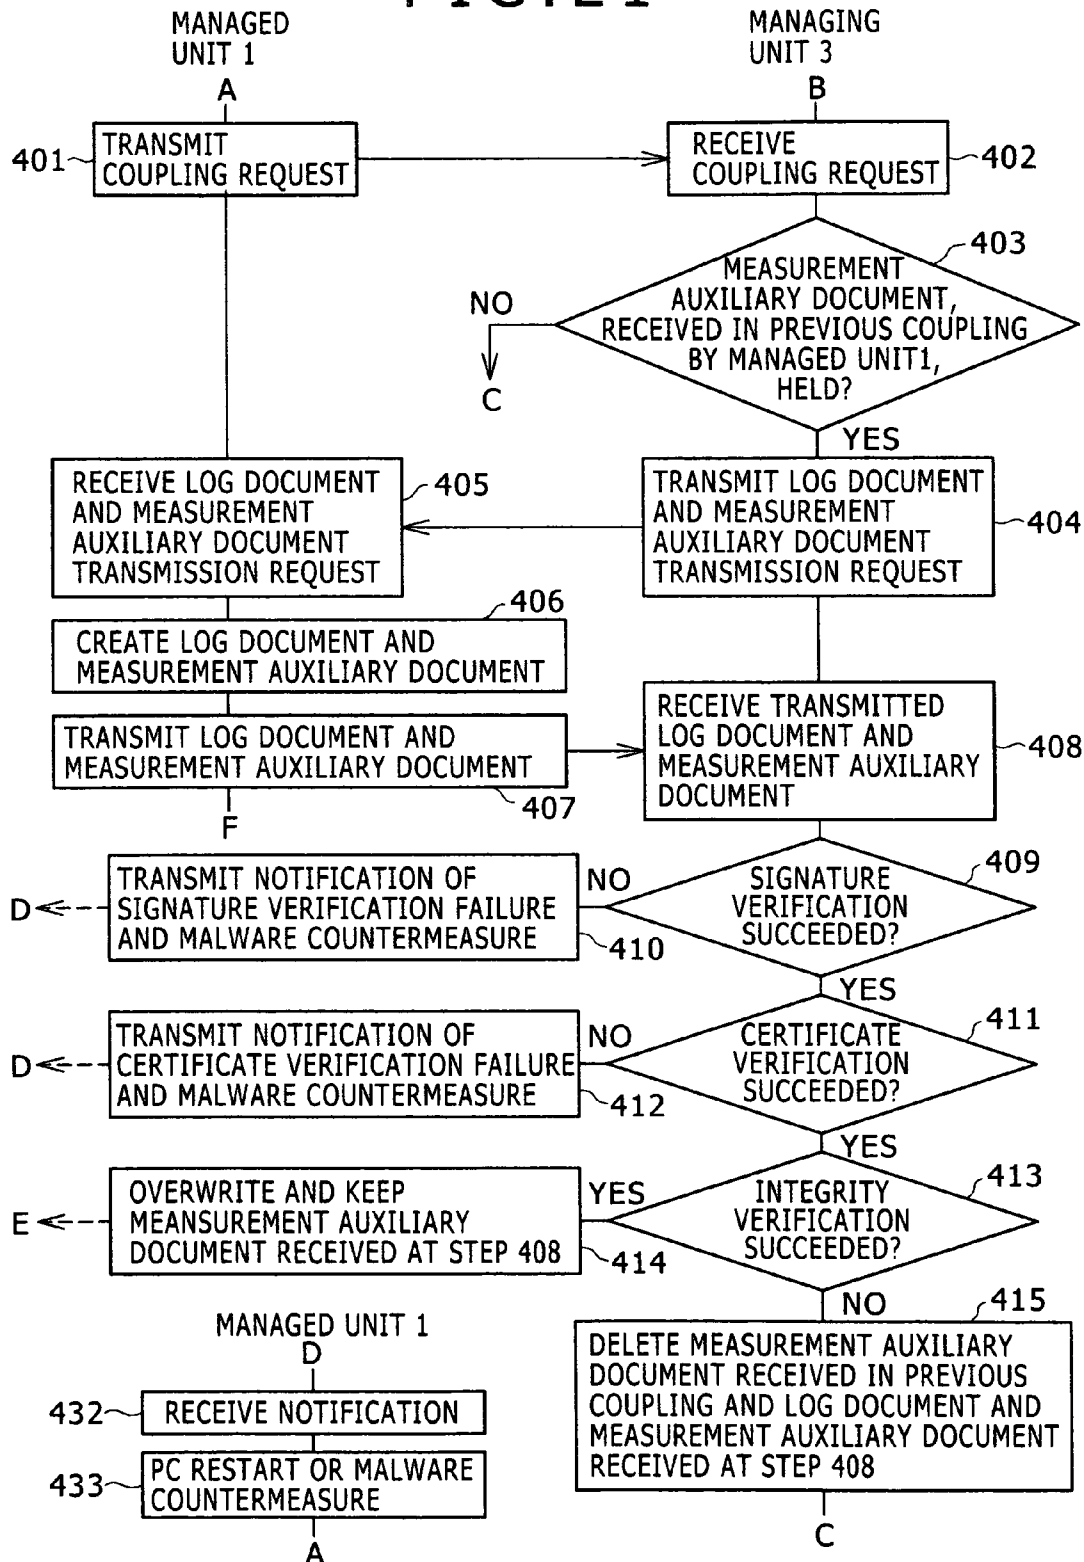 MANAGED
UNIT 1
MANAGING
UNIT 3
A
B
401
TRANSMIT
COUPLING REQUEST
RECEIVE
COUPLING REQUEST
402
403
MEASUREMENT
AUXILIARY DOCUMENT,
RECEIVED IN PREVIOUS COUPLING
BY MANAGED UNIT1,
HELD?
NO
C
YES
RECEIVE LOG DOCUMENT
AND MEASUREMENT
AUXILIARY DOCUMENT
TRANSMISSION REQUEST
405
TRANSMIT LOG DOCUMENT
AND MEASUREMENT
AUXILIARY DOCUMENT
TRANSMISSION REQUEST
404
406
CREATE LOG DOCUMENT AND
MEASUREMENT AUXILIARY DOCUMENT
TRANSMIT LOG DOCUMENT AND
MEASUREMENT AUXILIARY DOCUMENT
407
F
RECEIVE TRANSMITTED
LOG DOCUMENT AND
MEASUREMENT AUXILIARY
DOCUMENT
408
D
TRANSMIT NOTIFICATION OF
SIGNATURE VERIFICATION FAILURE
AND MALWARE COUNTERMEASURE
410
NO
SIGNATURE
VERIFICATION
SUCCEEDED?
409
YES
D
TRANSMIT NOTIFICATION OF
CERTIFICATE VERIFICATION FAILURE
AND MALWARE COUNTERMEASURE
412
NO
CERTIFICATE
VERIFICATION
SUCCEEDED?
411
YES
E
OVERWRITE AND KEEP
MEANSUREMENT AUXILIARY
DOCUMENT RECEIVED AT STEP 408
414
YES
INTEGRITY
VERIFICATION
SUCCEEDED?
413
NO
415
DELETE MEASUREMENT AUXILIARY
DOCUMENT RECEIVED IN PREVIOUS
COUPLING AND LOG DOCUMENT AND
MEASUREMENT AUXILIARY DOCUMENT
RECEIVED AT STEP 408
C
MANAGED UNIT 1
D
432
RECEIVE NOTIFICATION
433
PC RESTART OR MALWARE
COUNTERMEASURE
A